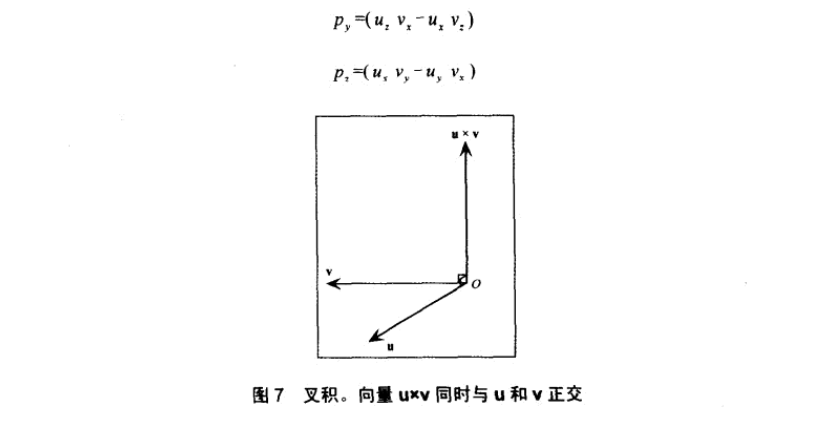 p_y=(u_z v_x - u_x v_z)
p_z=(u_x v_y - u_y v_x)
u × v
v
O
u
图 7 叉积。向量 u×v 同时与 u 和 v 正交